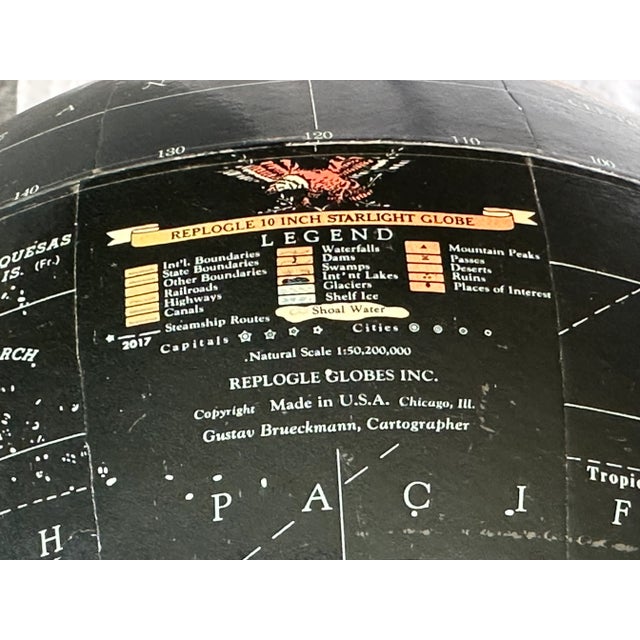 130
120
110
100
140
REPLOGLE 10 INCH STARLIGHT GLOBE
LEGEND
QUESAS
IS. (Fr.)
Int'l. Boundaries
State Boundaries
Other Boundaries
Railroads
Highways
Canals
Steamship Routes
2017
Waterfalls
Dams
Swamps
Int'nt Lakes
Glaciers
Shelf Ice
Shoal Water
Mountain Peaks
Passes
Deserts
Ruins
Places of Interest
Capitals
Cities
ARCH.
Natural Scale 1:50,200,000
REPLOGLE GLOBES INC.
Copyright Made in U.S.A. Chicago, Ill.
Gustav Brueckmann, Cartographer
Tropic
H P A C I F